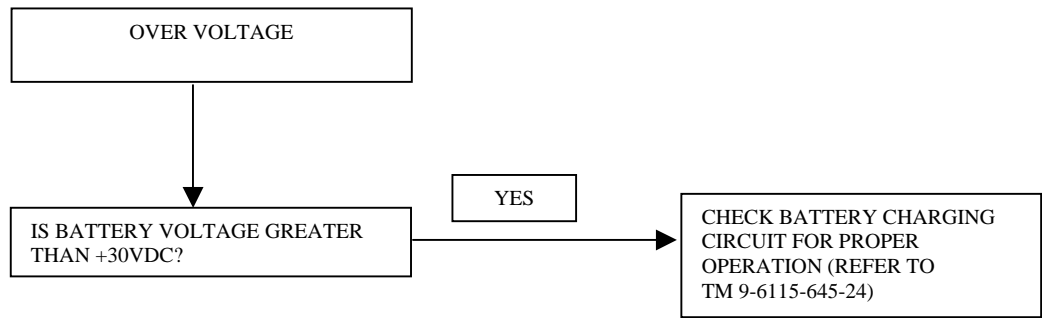 OVER VOLTAGE
IS BATTERY VOLTAGE GREATER
THAN +30VDC?
YES
CHECK BATTERY CHARGING
CIRCUIT FOR PROPER
OPERATION (REFER TO
TM 9-6115-645-24)